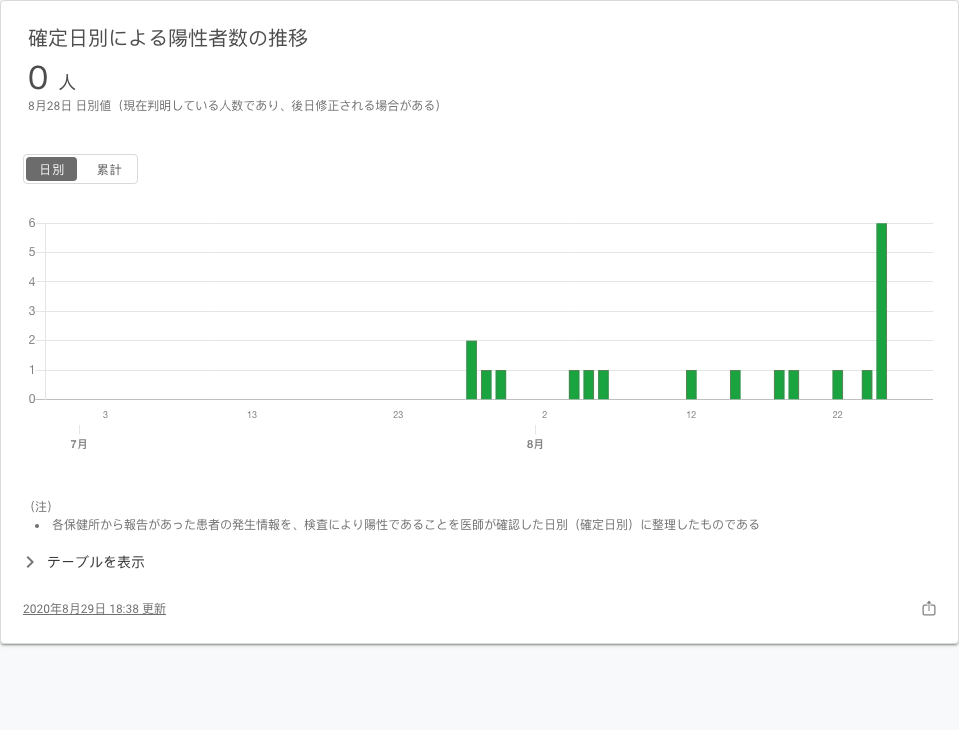 確定日別による陽性者数の推移
0 人
8月28日 日別値（現在判明している人数であり、後日修正される場合がある）
日別 累計
6
5
4
3
2
1
0
3 13 23 2 12 22
7月 8月
（注）
• 各保健所から報告があった患者の発生情報を、検査により陽性であることを医師が確認した日別（確定日別）に整理したものである
テーブルを表示
2020年8月29日 18:38 更新